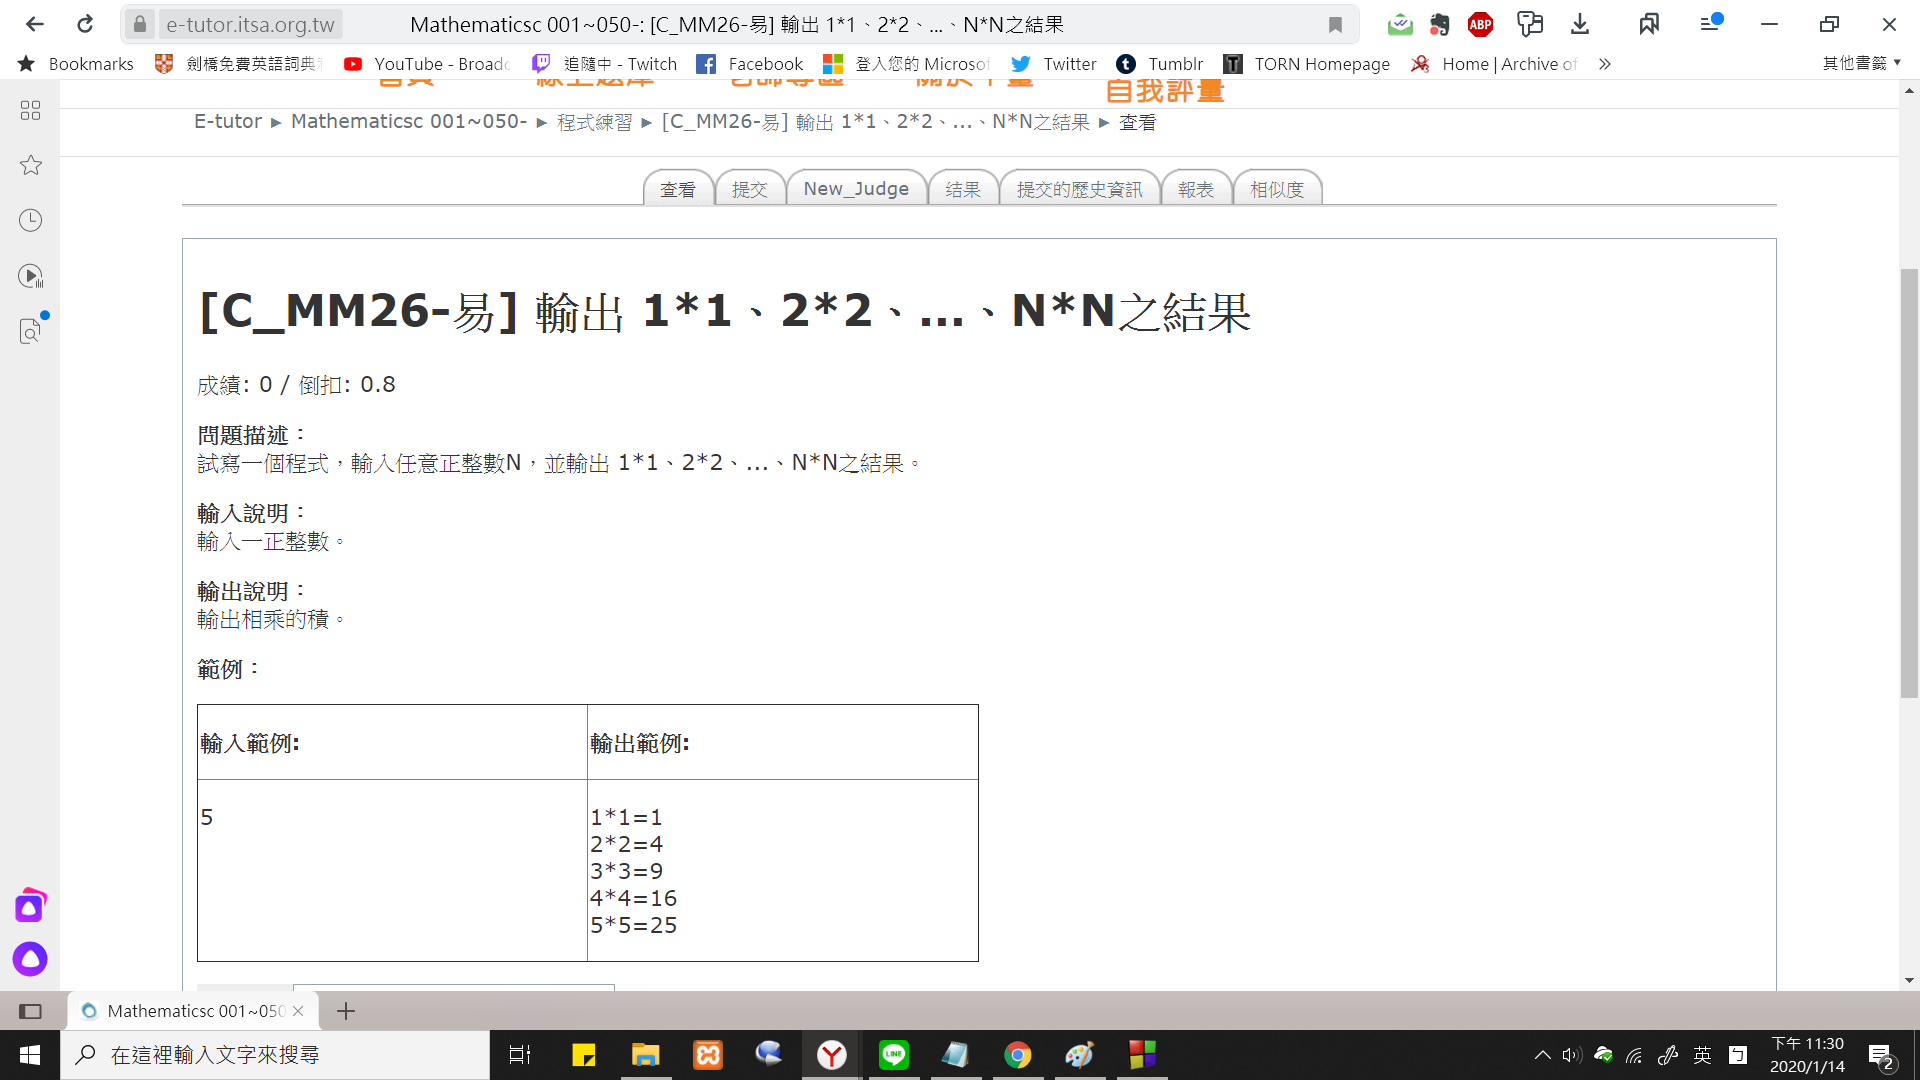 e-tutor.itsa.org.tw
Mathematicsc 001~050-: [C_MM26-易] 輸出 1*1、2*2、...、N*N之結果
ABP
Bookmarks
劍橋免費英語詞典
YouTube - Broadc
追隨中 - Twitch
Facebook
登入您的 Microsof
Twitter
Tumblr
TORN Homepage
Home | Archive of
其他書籤
自我評量
E-tutor ► Mathematicsc 001~050- ► 程式練習 ► [C_MM26-易] 輸出 1*1、2*2、...、N*N之結果 ► 查看
查看
提交
New_Judge
結果
提交的歷史資訊
報表
相似度
[C_MM26-易] 輸出 1*1、2*2、...、N*N之結果
成績: 0 / 倒扣: 0.8
問題描述：
試寫一個程式，輸入任意正整數N，並輸出 1*1、2*2、...、N*N之結果。
輸入說明：
輸入一正整數。
輸出說明：
輸出相乘的積。
範例：
輸入範例:
輸出範例:
5
1*1=1
2*2=4
3*3=9
4*4=16
5*5=25
Mathematicsc 001~050
在這裡輸入文字來搜尋
LINE
英
下午 11:30
2020/1/14
2